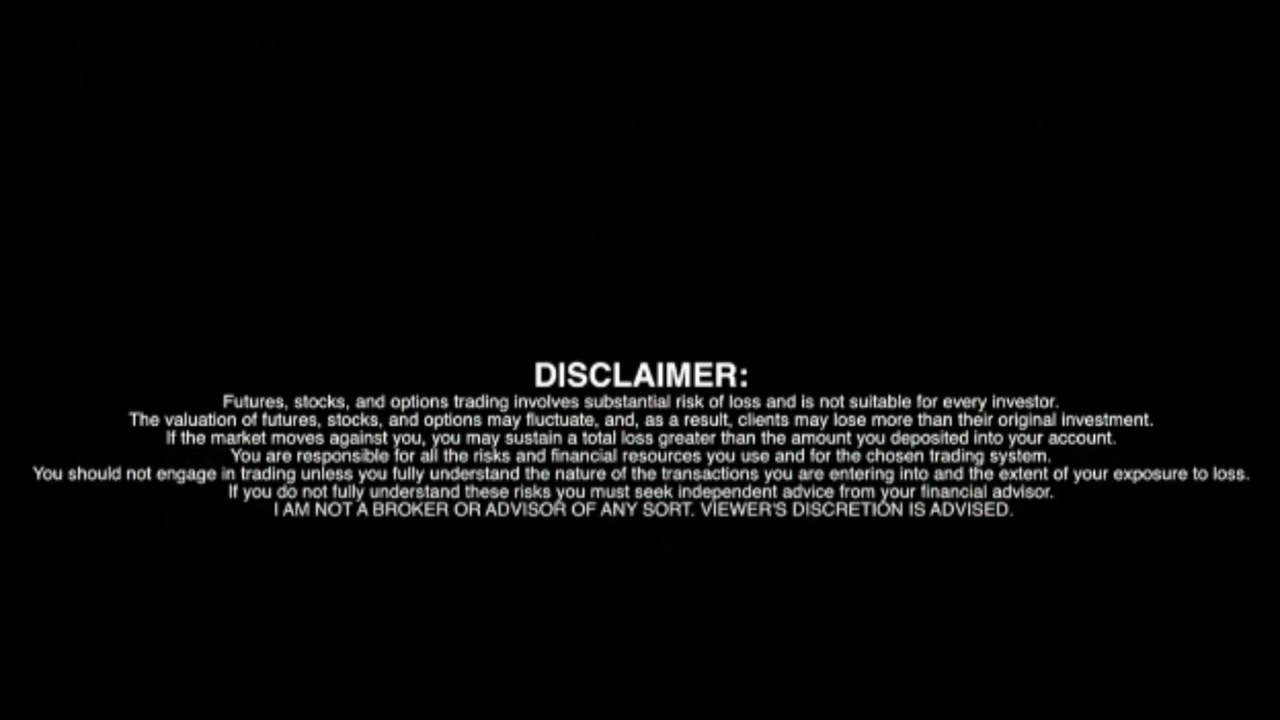 DISCLAIMER:
Futures, stocks, and options trading involves substantial risk of loss and is not suitable for every investor.
The valuation of futures, stocks, and options may fluctuate, and, as a result, clients may lose more than their original investment.
If the market moves against you, you may sustain a total loss greater than the amount you deposited into your account.
You are responsible for all the risks and financial resources you use and for the chosen trading system.
You should not engage in trading unless you fully understand the nature of the transactions you are entering into and the extent of your exposure to loss.
If you do not fully understand these risks you must seek independent advice from your financial advisor.
I AM NOT A BROKER OR ADVISOR OF ANY SORT. VIEWER'S DISCRETION IS ADVISED.